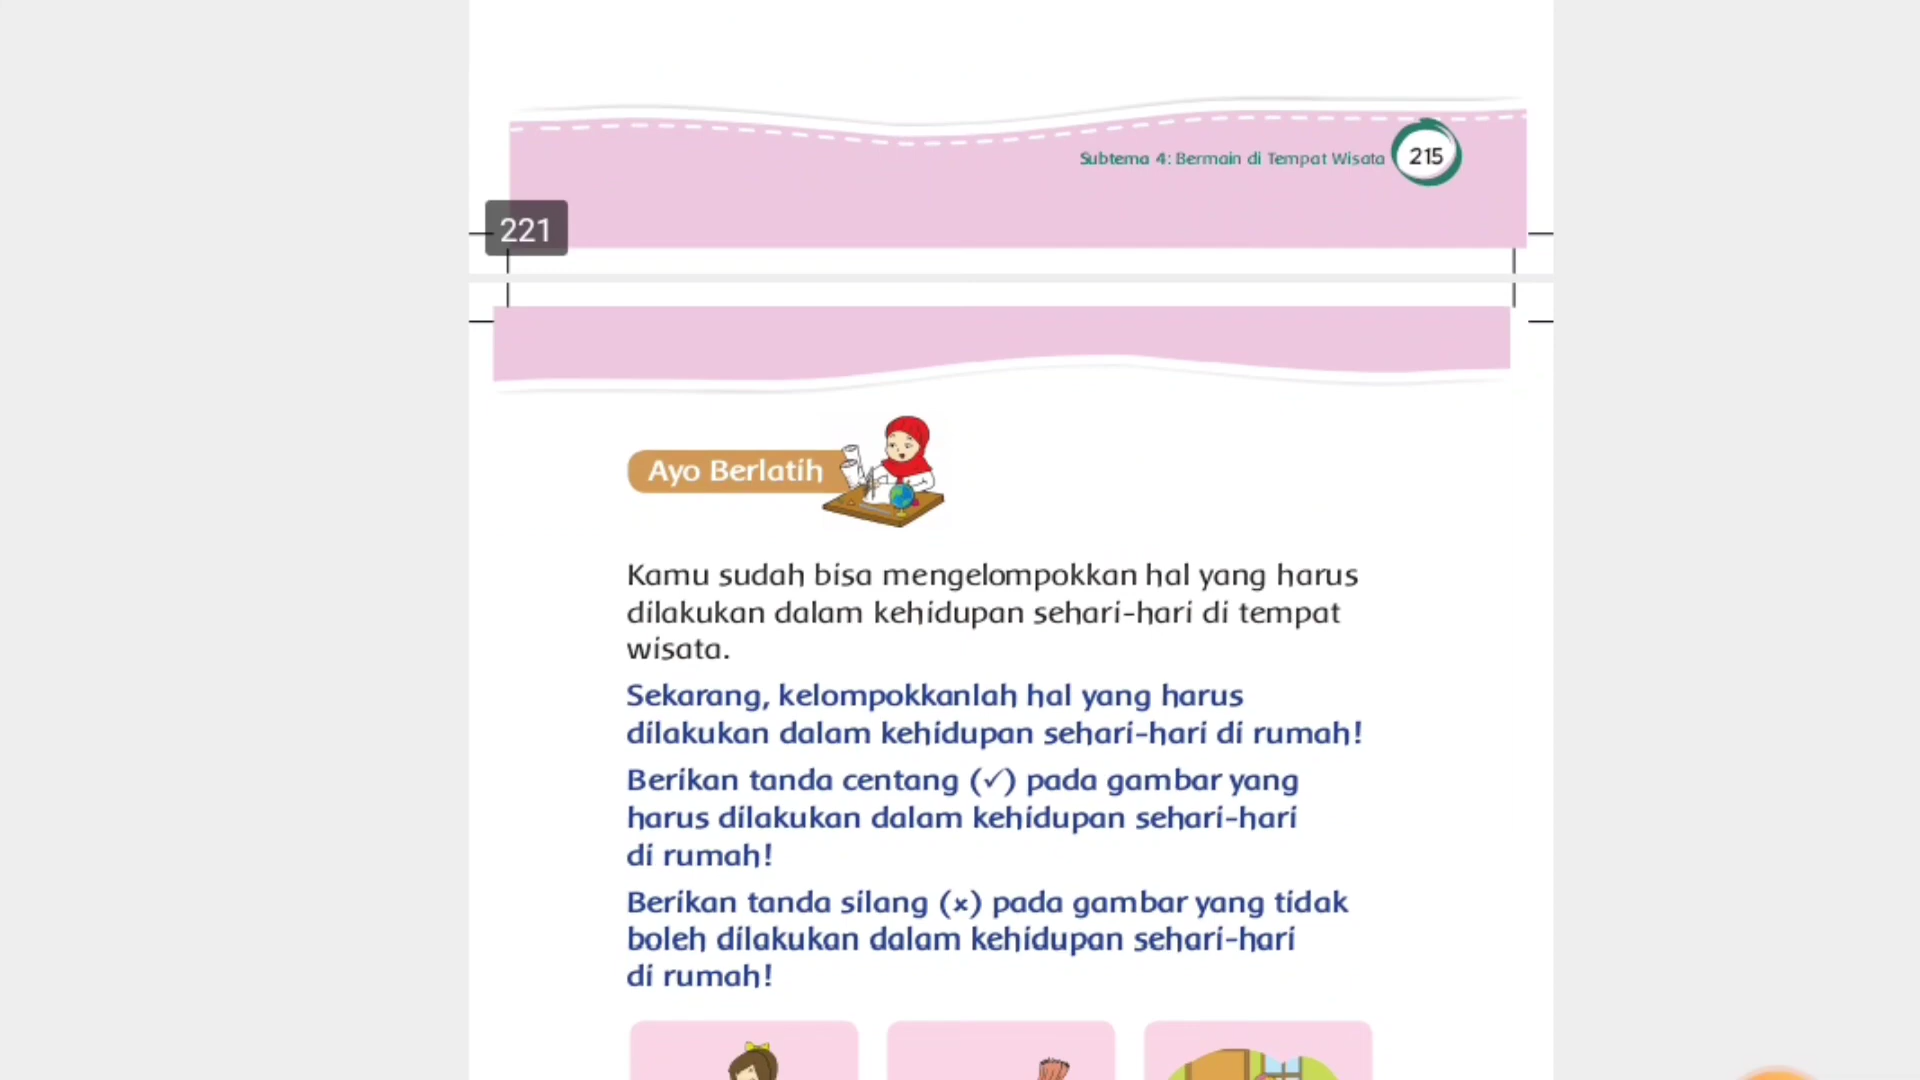 Subtema 4: Bermain di Tempat Wisata 215
221
Ayo Berlatih
Kamu sudah bisa mengelompokkan hal yang harus
dilakukan dalam kehidupan sehari-hari di tempat
wisata.
Sekarang, kelompokkanlah hal yang harus
dilakukan dalam kehidupan sehari-hari di rumah!
Berikan tanda centang (✓) pada gambar yang
harus dilakukan dalam kehidupan sehari-hari
di rumah!
Berikan tanda silang (×) pada gambar yang tidak
boleh dilakukan dalam kehidupan sehari-hari
di rumah!